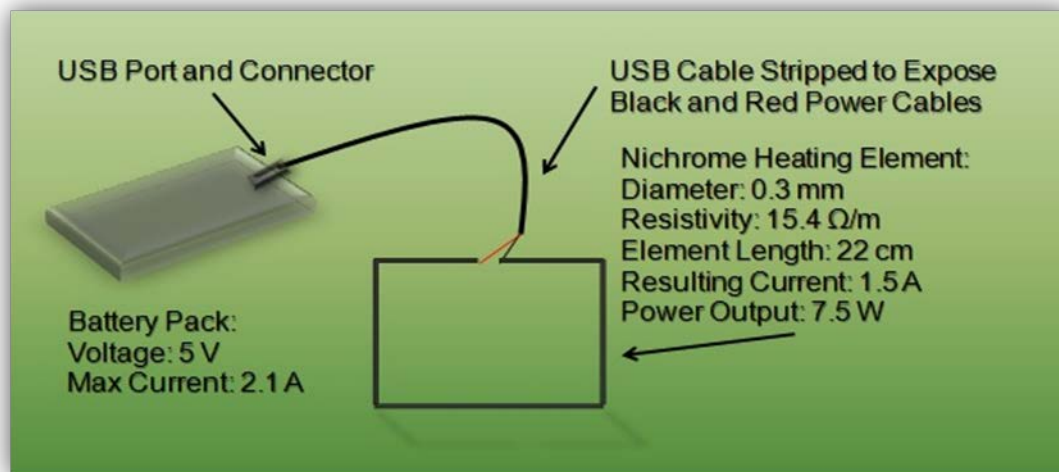 USB Port and Connector
USB Cable Stripped to Expose
Black and Red Power Cables
Nichrome Heating Element:
Diameter: 0.3 mm
Resistivity: 15.4 Ω/m
Element Length: 22 cm
Resulting Current: 1.5 A
Power Output: 7.5 W
Battery Pack:
Voltage: 5 V
Max Current: 2.1 A